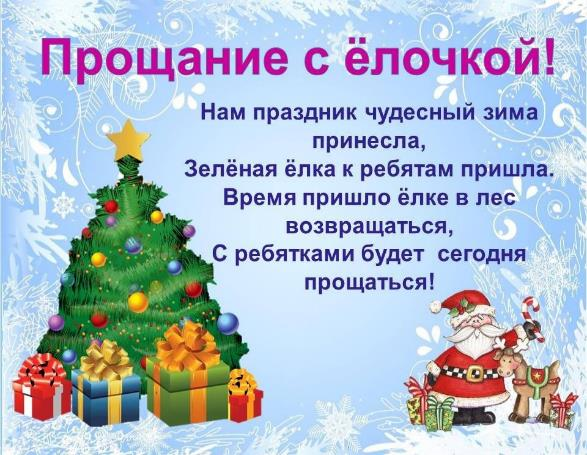 Прощание с ёлочкой!
Нам праздник чудесный зима
принесла,
Зелёная ёлка к ребятам пришла.
Время пришло ёлке в лес
возвращаться,
С ребятками будет  сегодня
прощаться!